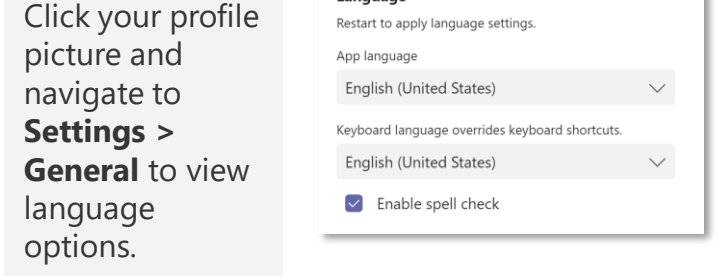 Click your profile
picture and
navigate to
Settings >
General to view
language
options.
Language
Restart to apply language settings.
App language
English (United States)
Keyboard language overrides keyboard shortcuts.
English (United States)
Enable spell check